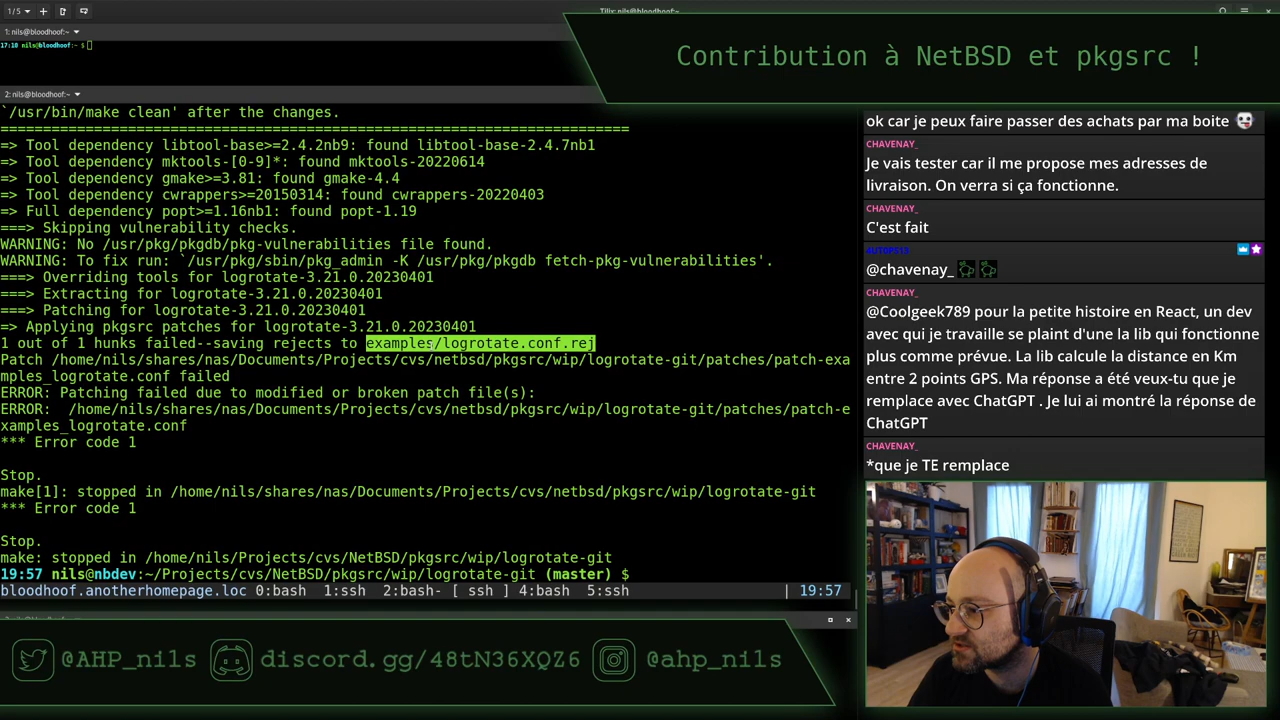 1 / 5
Tilix: nils@bloodhoof:~
1: nils@bloodhoof:~
17:10 nils@bloodhoof:~ $
Contribution à NetBSD et pkgsrc !
2: nils@bloodhoof:~
`/usr/bin/make clean' after the changes.
==========================================================================
=> Tool dependency libtool-base>=2.4.2nb9: found libtool-base-2.4.7nb1
=> Tool dependency mktools-[0-9]*: found mktools-20220614
=> Tool dependency gmake>=3.81: found gmake-4.4
=> Tool dependency cwrappers>=20150314: found cwrappers-20220403
=> Full dependency popt>=1.16nb1: found popt-1.19
===> Skipping vulnerability checks.
WARNING: No /usr/pkg/pkgdb/pkg-vulnerabilities file found.
WARNING: To fix run: `/usr/pkg/sbin/pkg_admin -K /usr/pkg/pkgdb fetch-pkg-vulnerabilities'.
===> Overriding tools for logrotate-3.21.0.20230401
===> Extracting for logrotate-3.21.0.20230401
===> Patching for logrotate-3.21.0.20230401
=> Applying pkgsrc patches for logrotate-3.21.0.20230401
1 out of 1 hunks failed--saving rejects to examples/logrotate.conf.rej
Patch /home/nils/shares/nas/Documents/Projects/cvs/netbsd/pkgsrc/wip/logrotate-git/patches/patch-exa
mples_logrotate.conf failed
ERROR: Patching failed due to modified or broken patch file(s):
ERROR:  /home/nils/shares/nas/Documents/Projects/cvs/netbsd/pkgsrc/wip/logrotate-git/patches/patch-e
xamples_logrotate.conf
*** Error code 1
Stop.
make[1]: stopped in /home/nils/shares/nas/Documents/Projects/cvs/netbsd/pkgsrc/wip/logrotate-git
*** Error code 1
Stop.
make: stopped in /home/nils/Projects/cvs/NetBSD/pkgsrc/wip/logrotate-git
19:57 nils@nbdev:~/Projects/cvs/NetBSD/pkgsrc/wip/logrotate-git (master) $
bloodhoof.anotherhomepage.loc 0:bash  1:ssh  2:bash- [ ssh ] 4:bash  5:ssh | 19:57
ok car je peux faire passer des achats par ma boite
CHAVENAY_
Je vais tester car il me propose mes adresses de
livraison. On verra si ça fonctionne.
CHAVENAY_
C'est fait
@chavenay_
CHAVENAY_
@Coolgeek789 pour la petite histoire en React, un dev
avec qui je travaille se plaint d'une la lib qui fonctionne
plus comme prévue. La lib calcule la distance en Km
entre 2 points GPS. Ma réponse a été veux-tu que je
remplace avec ChatGPT . Je lui ai montré la réponse de
ChatGPT
CHAVENAY_
*que je TE remplace
@AHP_nils
discord.gg/48tN36XQZ6
@ahp_nils